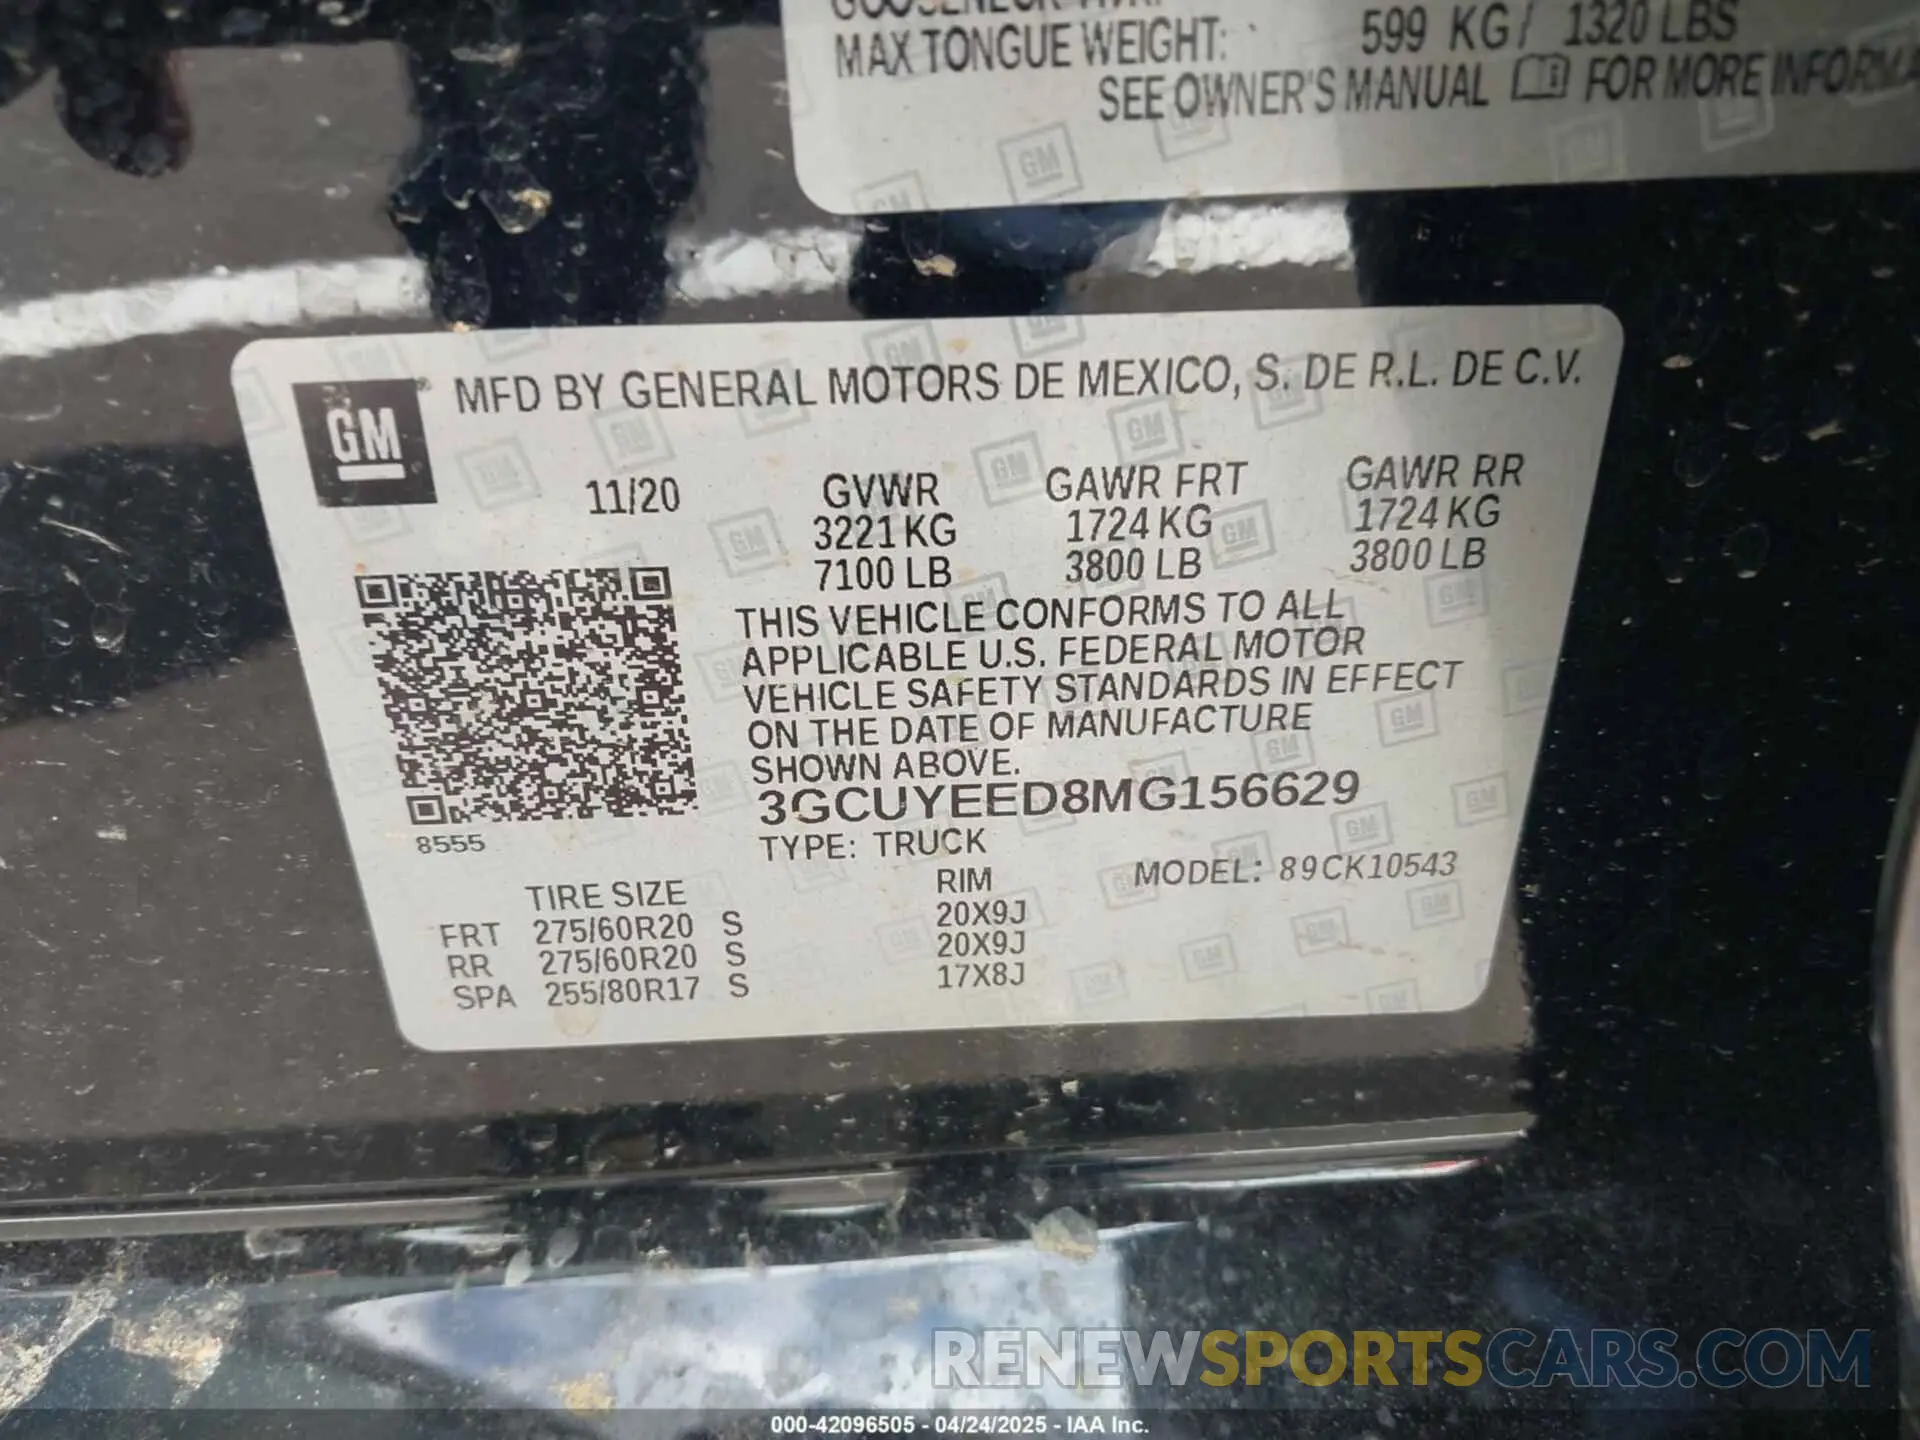 MAX TONGUE WEIGHT: 599 KG / 1320 LBS
SEE OWNER'S MANUAL FOR MORE
GM ® MFD BY GENERAL MOTORS DE MEXICO, S. DE R.L. DE C.V.
11/20 GVWR GAWR FRT GAWR RR
3221 KG 1724 KG 1724 KG
7100 LB 3800 LB 3800 LB
THIS VEHICLE CONFORMS TO ALL
APPLICABLE U.S. FEDERAL MOTOR
VEHICLE SAFETY STANDARDS IN EFFECT
ON THE DATE OF MANUFACTURE
SHOWN ABOVE.
3GCUYEED8MG156629
8555 TYPE: TRUCK
MODEL: 89CK10543
TIRE SIZE RIM
FRT 275/60R20 S 20X9J
RR 275/60R20 S 20X9J
SPA 255/80R17 S 17X8J
RENEWSPORTSCARS.COM
000-42096505 - 04/24/2025 - IAA Inc.